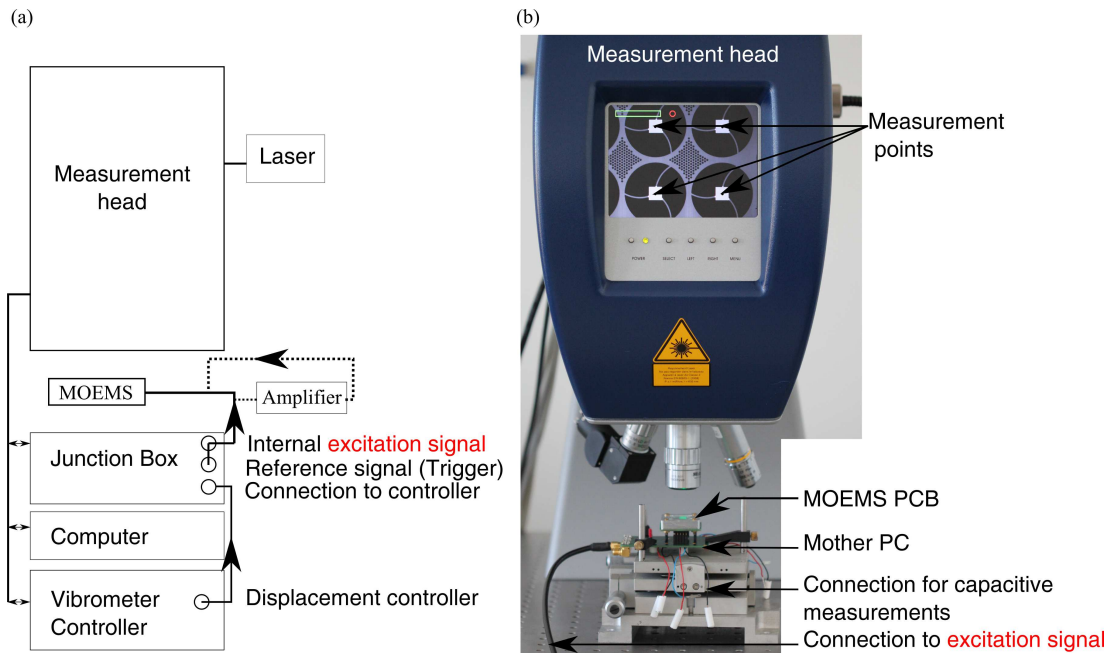 (a)
Measurement
head
Laser
MOEMS
Amplifier
Junction Box
Internal excitation signal
Reference signal (Trigger)
Connection to controller
Computer
Vibrometer
Controller
Displacement controller
(b)
Measurement head
Measurement
points
POWER SELECT LEFT RIGHT MENU
MOEMS PCB
Mother PC
Connection for capacitive
measurements
Connection to excitation signal